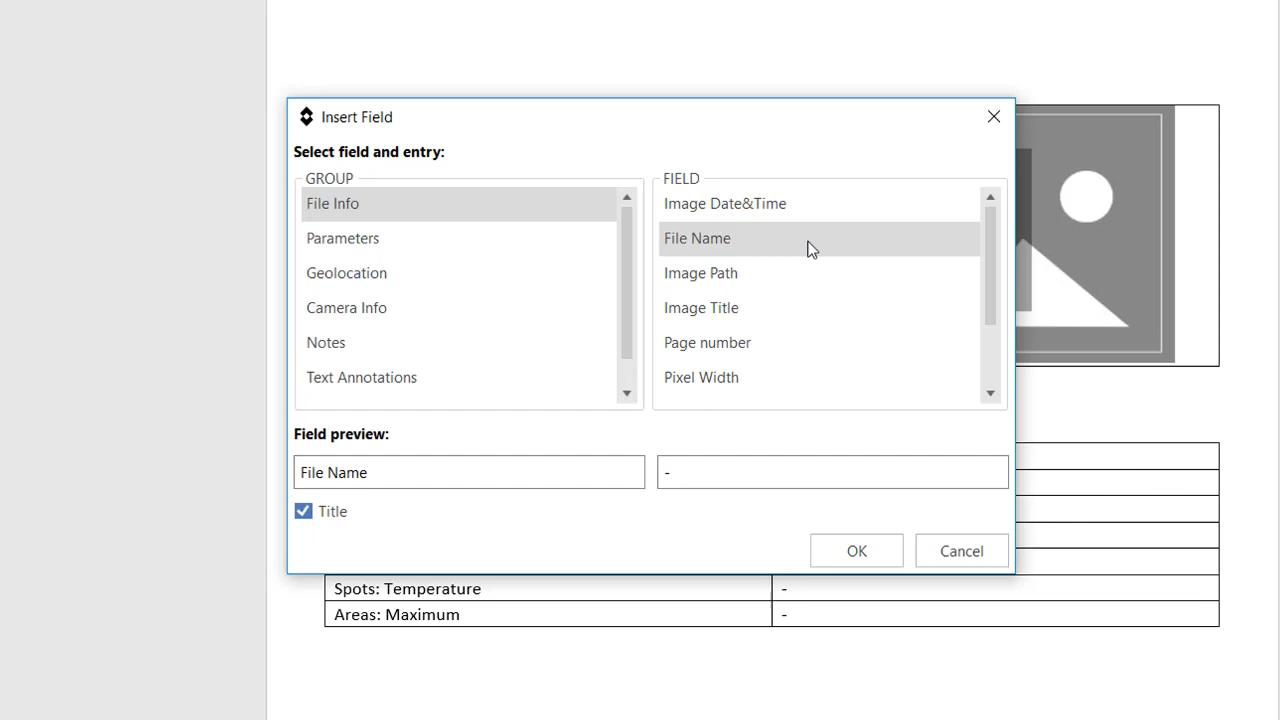 Insert Field
Select field and entry:
GROUP
File Info
Parameters
Geolocation
Camera Info
Notes
Text Annotations
FIELD
Image Date&Time
File Name
Image Path
Image Title
Page number
Pixel Width
Field preview:
File Name
-
Title
OK
Cancel
Spots: Temperature -
Areas: Maximum -